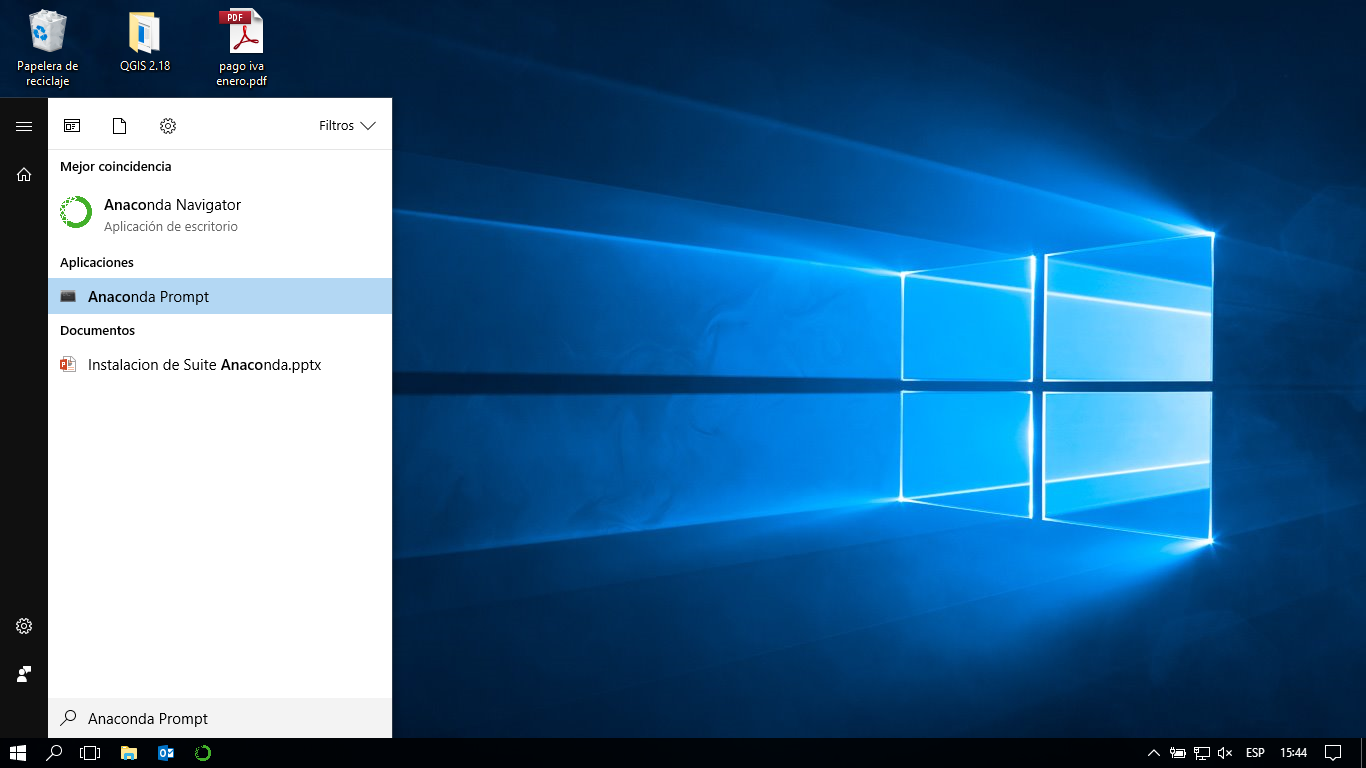 Papelera de
reciclaje
QGIS 2.18
PDF
pago iva
enero.pdf
Filtros
Mejor coincidencia
Anaconda Navigator
Aplicación de escritorio
Aplicaciones
Anaconda Prompt
Documentos
Instalacion de Suite Anaconda.pptx
Anaconda Prompt
ESP
15:44